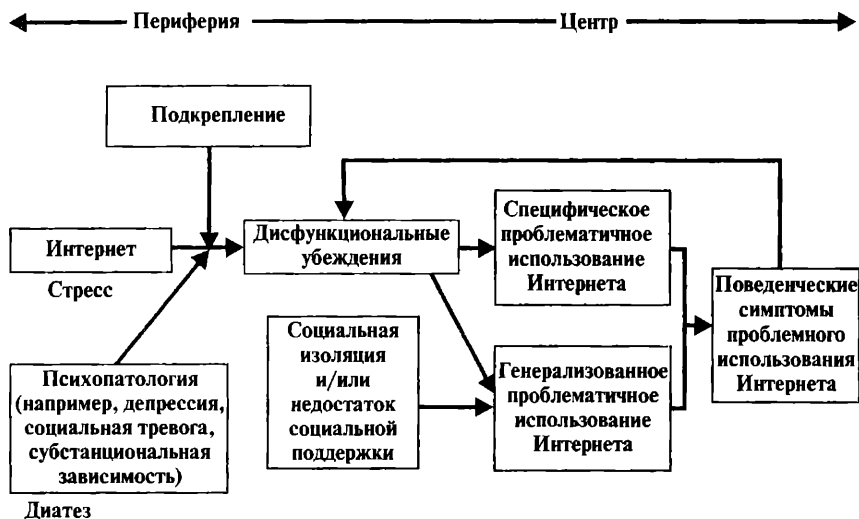 Периферия
Центр
Подкрепление
Интернет
Стресс
Дисфункциональные
убеждения
Специфическое
проблематичное
использование
Интернета
Психопатология
(например, депрессия,
социальная тревога,
субстанциональная
зависимость)
Диатез
Социальная
изоляция
и/или
недостаток
социальной
поддержки
Генерализованное
проблематичное
использование
Интернета
Поведенческие
симптомы
проблемного
использования
Интернета